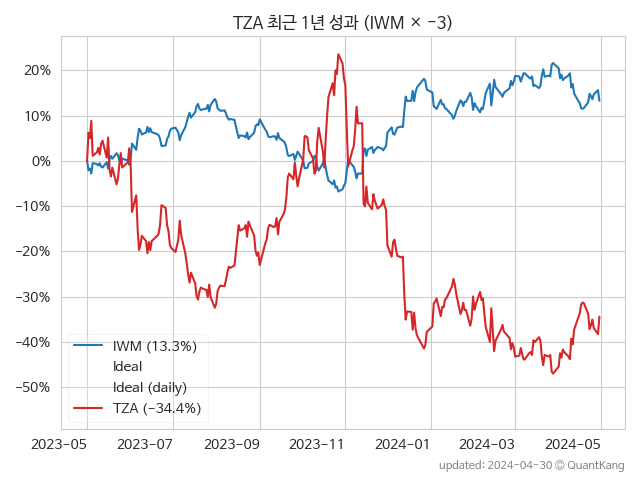 TZA 최근 1년 성과 (IWM × −3)
20%
10%
0%
−10%
−20%
−30%
−40%
−50%
IWM (13.3%)
Ideal
Ideal (daily)
TZA (−34.4%)
2023-05 2023-07 2023-09 2023-11 2024-01 2024-03 2024-05
updated: 2024-04-30 © QuantKang